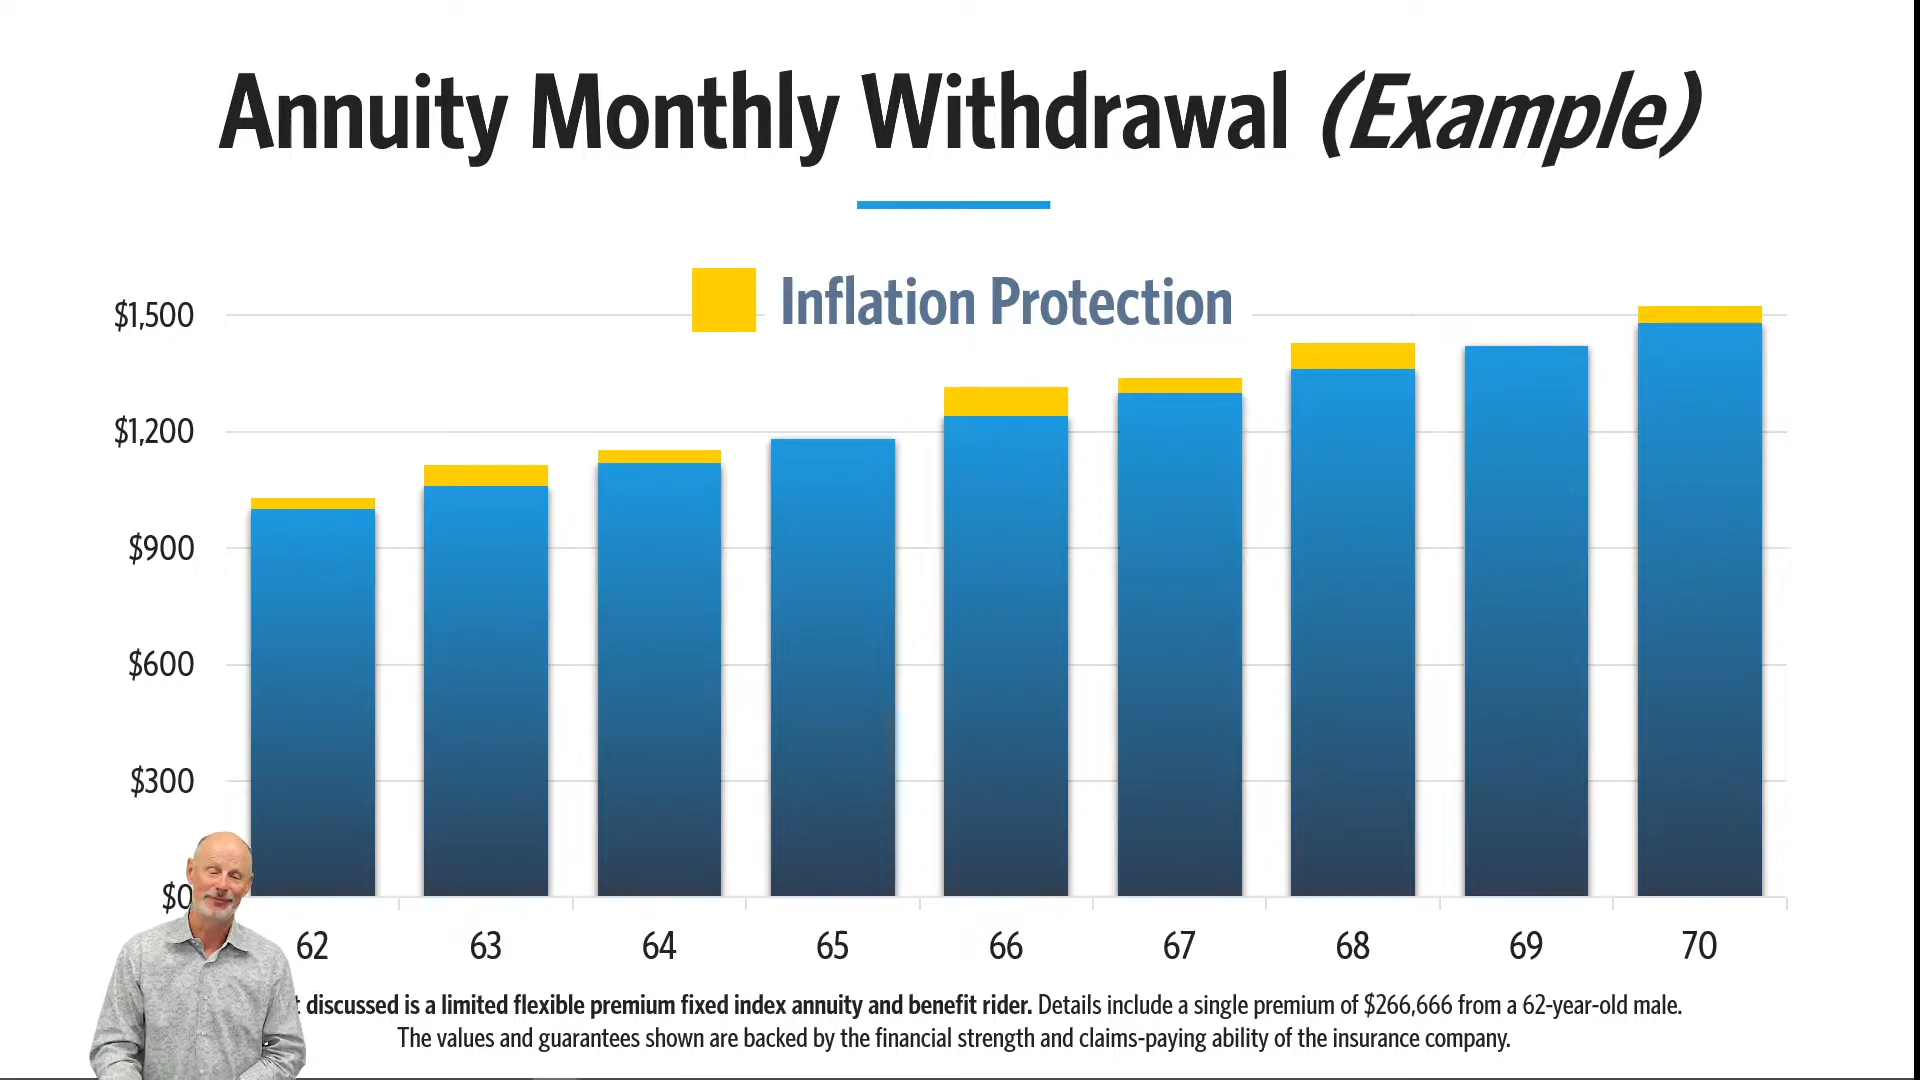 Annuity Monthly Withdrawal (Example)
Inflation Protection
$1,500
$1,200
$900
$600
$300
$0
62 63 64 65 66 67 68 69 70
discussed is a limited flexible premium fixed index annuity and benefit rider. Details include a single premium of $266,666 from a 62-year-old male.
The values and guarantees shown are backed by the financial strength and claims-paying ability of the insurance company.